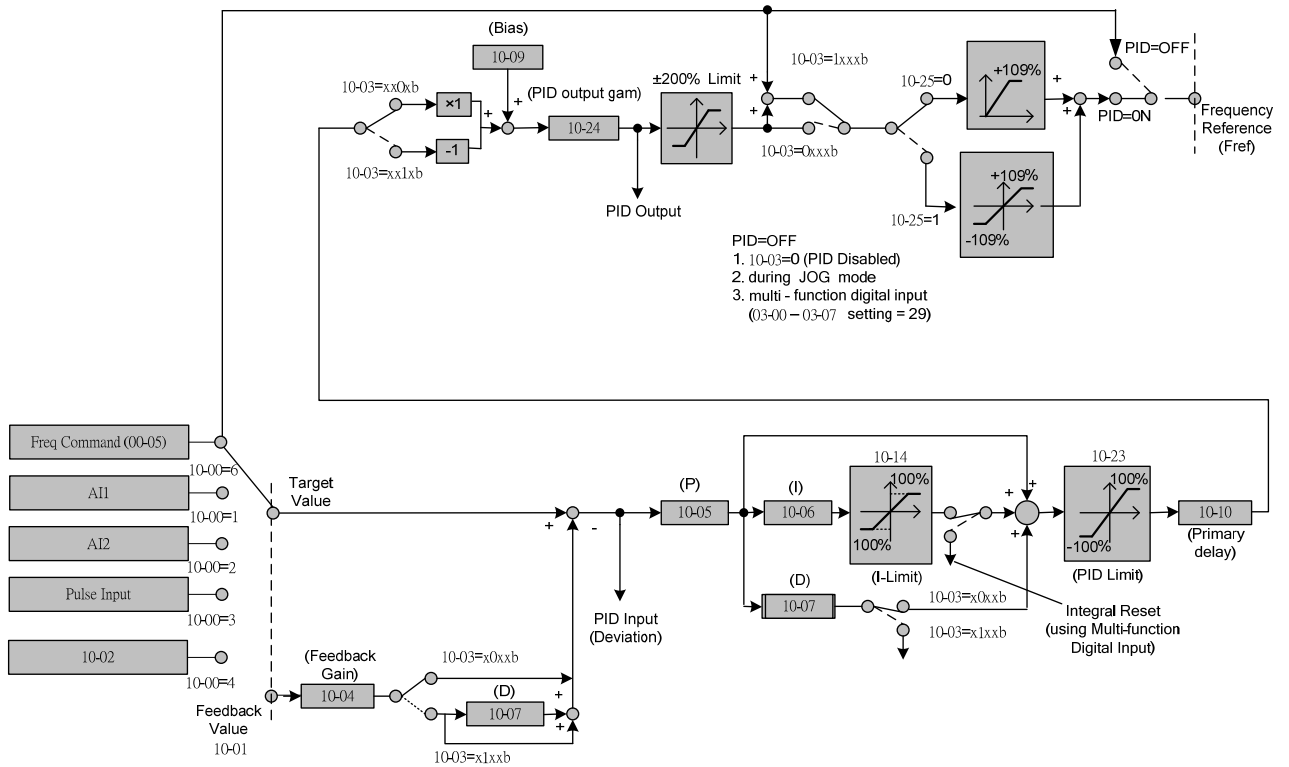 (Bias)
10-09
10-03=xx0xb
×1
-1
10-03=xx1xb
+
+
(PID output gam)
10-24
PID Output
±200% Limit
+
+
10-03=1xxxb
10-03=0xxxb
10-25=0
10-25=1
+109%
+109%
-109%
+
+
PID=OFF
PID=0N
Frequency
Reference
(Fref)
PID=OFF
1. 10-03=0 (PID Disabled)
2. during JOG mode
3. multi - function digital input
(03-00 – 03-07 setting = 29)
Freq Command (00-05)
10-00=6
AI1
10-00=1
AI2
10-00=2
Pulse Input
10-00=3
10-02
10-00=4
Target
Value
Feedback
Value
10-01
(Feedback
Gain)
10-04
10-03=x0xxb
(D)
10-07
+
+
10-03=x1xxb
+
-
PID Input
(Deviation)
(P)
10-05
(I)
10-06
(D)
10-07
10-14
100%
100%
(I-Limit)
10-03=x0xxb
10-03=x1xxb
+
+
+
Integral Reset
(using Multi-function
Digital Input)
10-23
100%
-100%
(PID Limit)
10-10
(Primary
delay)